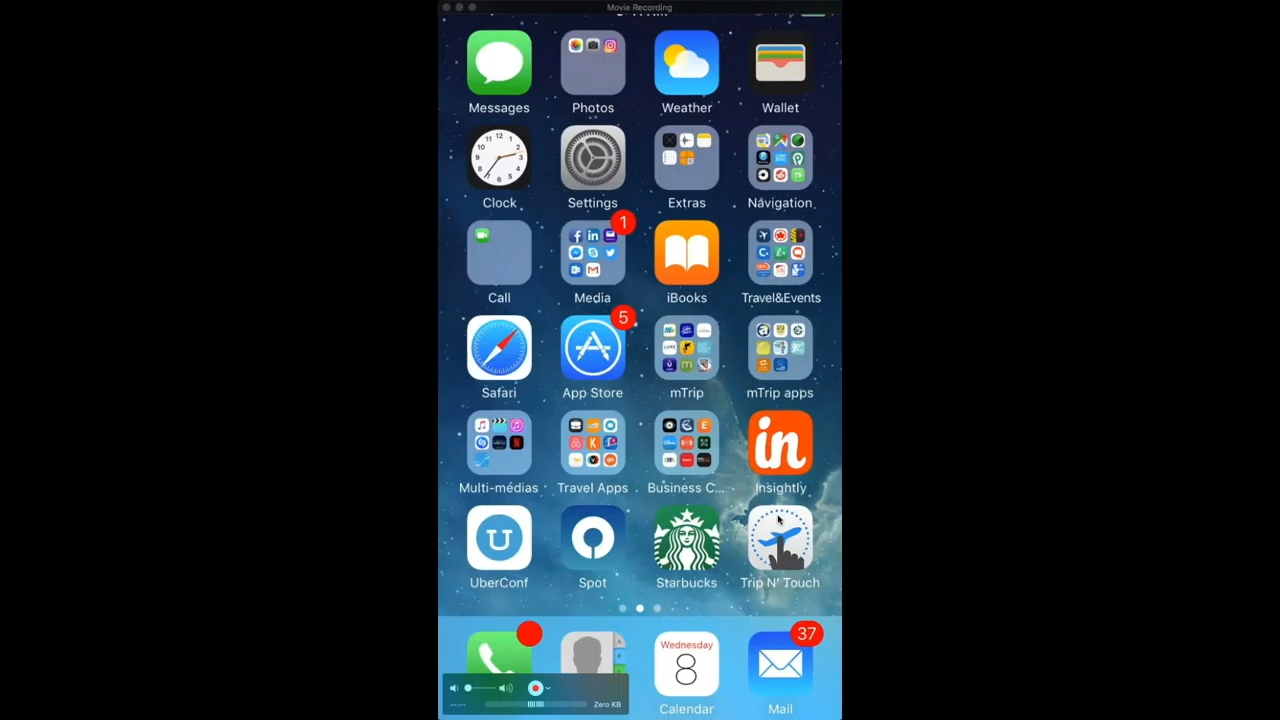 Movie Recording
Messages Photos Weather Wallet
Clock Settings Extras Navigation
1
Call Media iBooks Travel&Events
5
Safari App Store mTrip mTrip apps
in
Multi-médias Travel Apps Business C... Insightly
U
UberConf Spot Starbucks Trip N' Touch
37
Wednesday
8
--:-- Zero KB
Calendar Mail